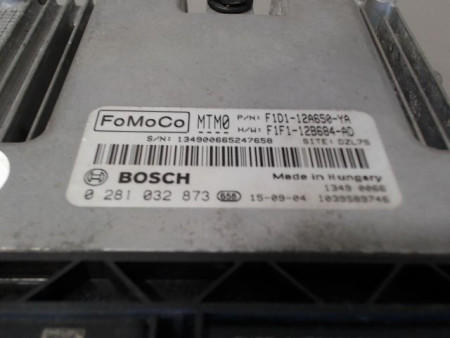 FoMoCo MTM0 P/N: F1D1-12A650-YA
H/W: F1F1-12B684-AD
S/N: 134900665247658 SITE: DZL75
BOSCH Made in Hungary
1349 0066
0 281 032 873 658 15-09-04 1039S89746